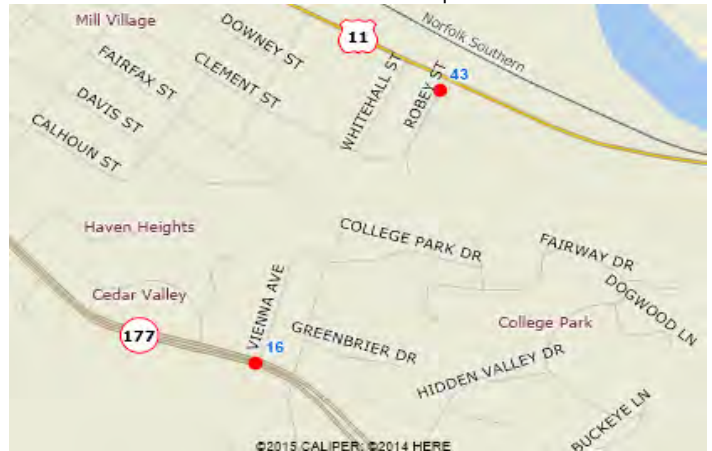 Mill Village
DOWNEY ST
11
Norfolk Southern
43
FAIRFAX ST
CLEMENT ST
WHITEHALL ST
ROBEY ST
DAVIS ST
CALHOUN ST
Haven Heights
COLLEGE PARK DR
FAIRWAY DR
DOGWOOD LN
Cedar Valley
VIENNA AVE
College Park
177
16
GREENBRIER DR
HIDDEN VALLEY DR
BUCKEYE LN
©2015 CALIPER; ©2014 HERE